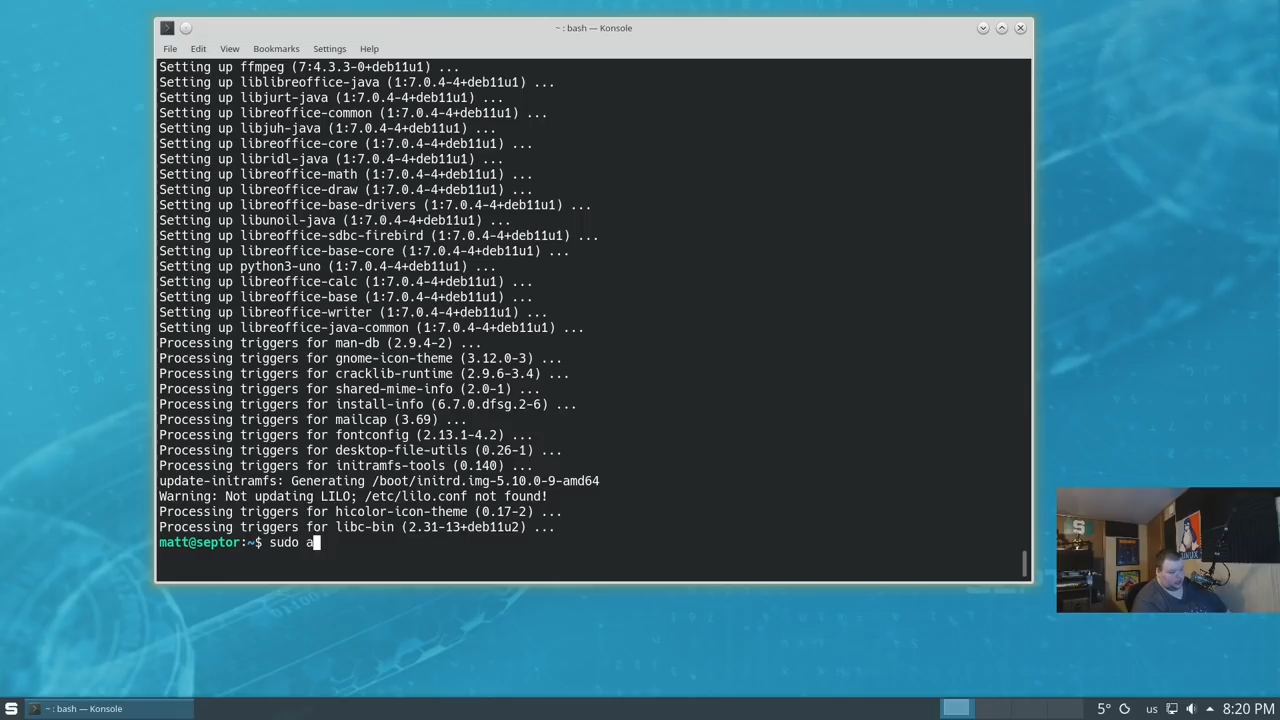 ~ : bash — Konsole
File Edit View Bookmarks Settings Help
Setting up ffmpeg (7:4.3.3-0+deb11u1) ...
Setting up liblibreoffice-java (1:7.0.4-4+deb11u1) ...
Setting up libjurt-java (1:7.0.4-4+deb11u1) ...
Setting up libreoffice-common (1:7.0.4-4+deb11u1) ...
Setting up libjuh-java (1:7.0.4-4+deb11u1) ...
Setting up libreoffice-core (1:7.0.4-4+deb11u1) ...
Setting up libridl-java (1:7.0.4-4+deb11u1) ...
Setting up libreoffice-math (1:7.0.4-4+deb11u1) ...
Setting up libreoffice-draw (1:7.0.4-4+deb11u1) ...
Setting up libreoffice-base-drivers (1:7.0.4-4+deb11u1) ...
Setting up libunoil-java (1:7.0.4-4+deb11u1) ...
Setting up libreoffice-sdbc-firebird (1:7.0.4-4+deb11u1) ...
Setting up libreoffice-base-core (1:7.0.4-4+deb11u1) ...
Setting up python3-uno (1:7.0.4-4+deb11u1) ...
Setting up libreoffice-calc (1:7.0.4-4+deb11u1) ...
Setting up libreoffice-base (1:7.0.4-4+deb11u1) ...
Setting up libreoffice-writer (1:7.0.4-4+deb11u1) ...
Setting up libreoffice-java-common (1:7.0.4-4+deb11u1) ...
Processing triggers for man-db (2.9.4-2) ...
Processing triggers for gnome-icon-theme (3.12.0-3) ...
Processing triggers for cracklib-runtime (2.9.6-3.4) ...
Processing triggers for shared-mime-info (2.0-1) ...
Processing triggers for install-info (6.7.0.dfsg.2-6) ...
Processing triggers for mailcap (3.69) ...
Processing triggers for fontconfig (2.13.1-4.2) ...
Processing triggers for desktop-file-utils (0.26-1) ...
Processing triggers for initramfs-tools (0.140) ...
update-initramfs: Generating /boot/initrd.img-5.10.0-9-amd64
Warning: Not updating LILO; /etc/lilo.conf not found!
Processing triggers for hicolor-icon-theme (0.17-2) ...
Processing triggers for libc-bin (2.31-13+deb11u2) ...
matt@septor:~$ sudo a
LINUX
~ : bash — Konsole
5° us 8:20 PM